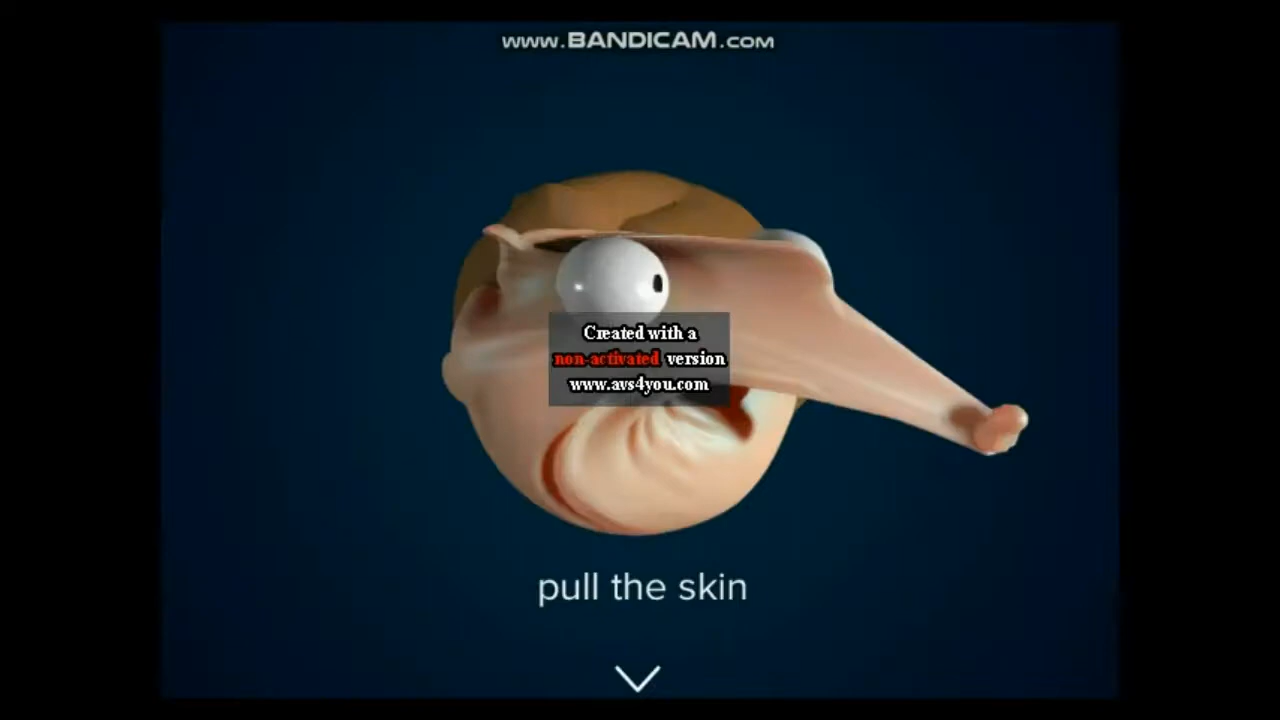 www.BANDICAM.com
Created with a
non-activated version
www.avs4you.com
pull the skin